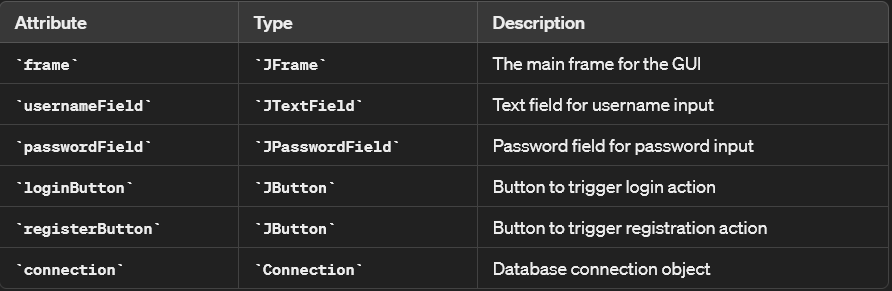 Attribute Type Description
`frame` `JFrame` The main frame for the GUI
`usernameField` `JTextField` Text field for username input
`passwordField` `JPasswordField` Password field for password input
`loginButton` `JButton` Button to trigger login action
`registerButton` `JButton` Button to trigger registration action
`connection` `Connection` Database connection object